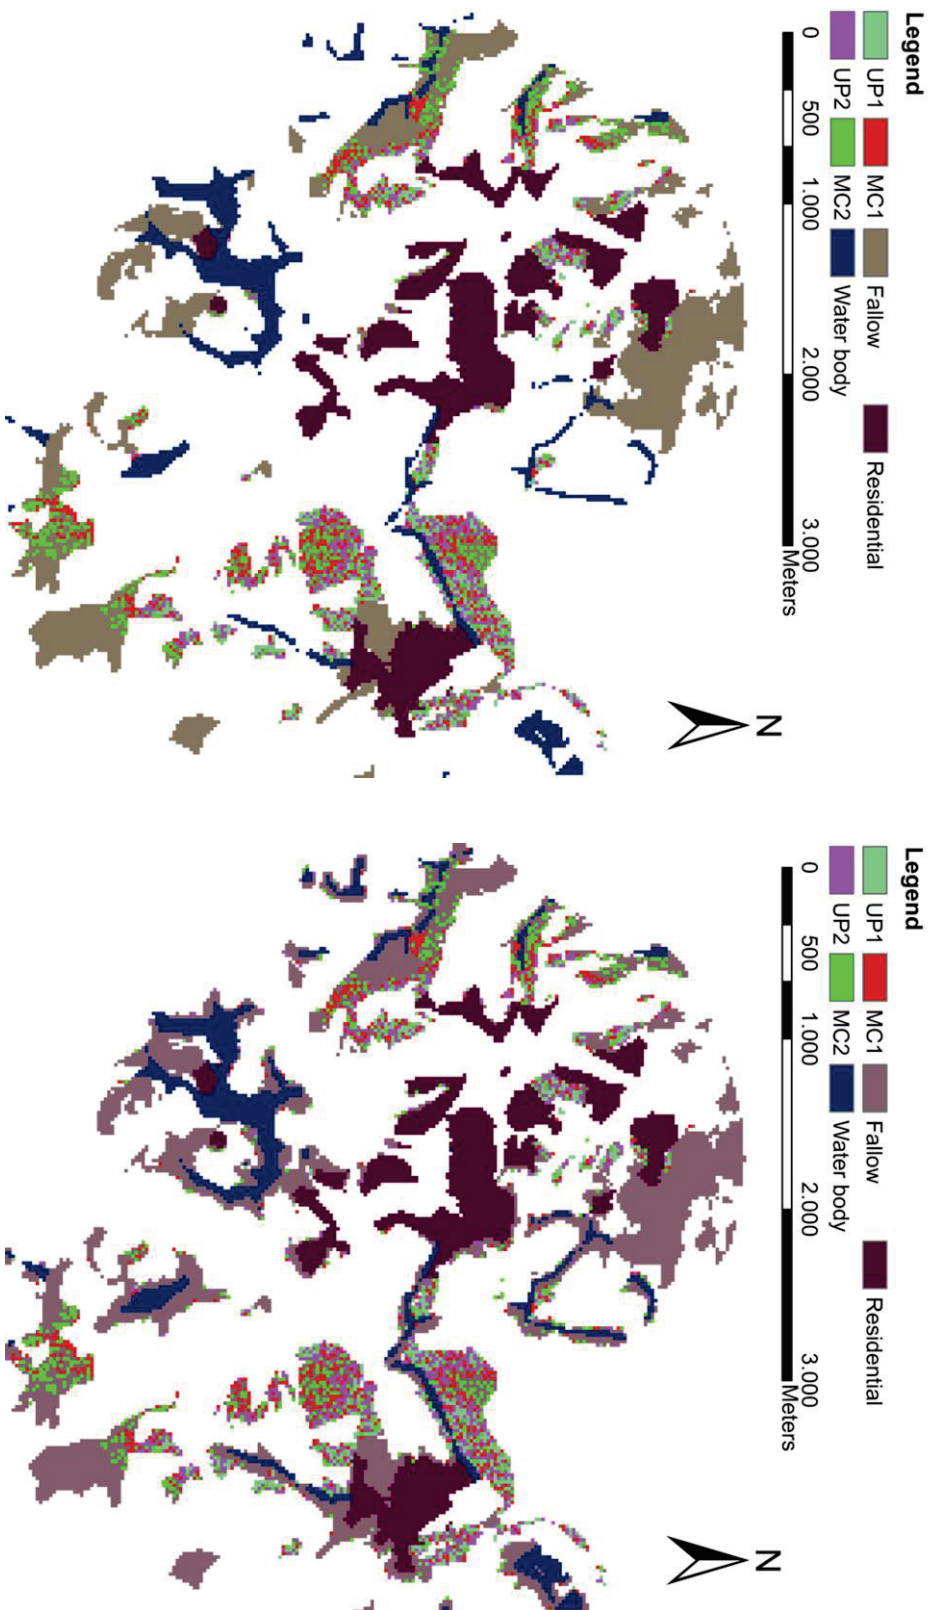 Legend
UP1 MC1 Fallow Residential
UP2 MC2 Water body
0 500 1.000 2.000 3.000
Meters
N
Legend
UP1 MC1 Fallow Residential
UP2 MC2 Water body
0 500 1.000 2.000 3.000
Meters
N